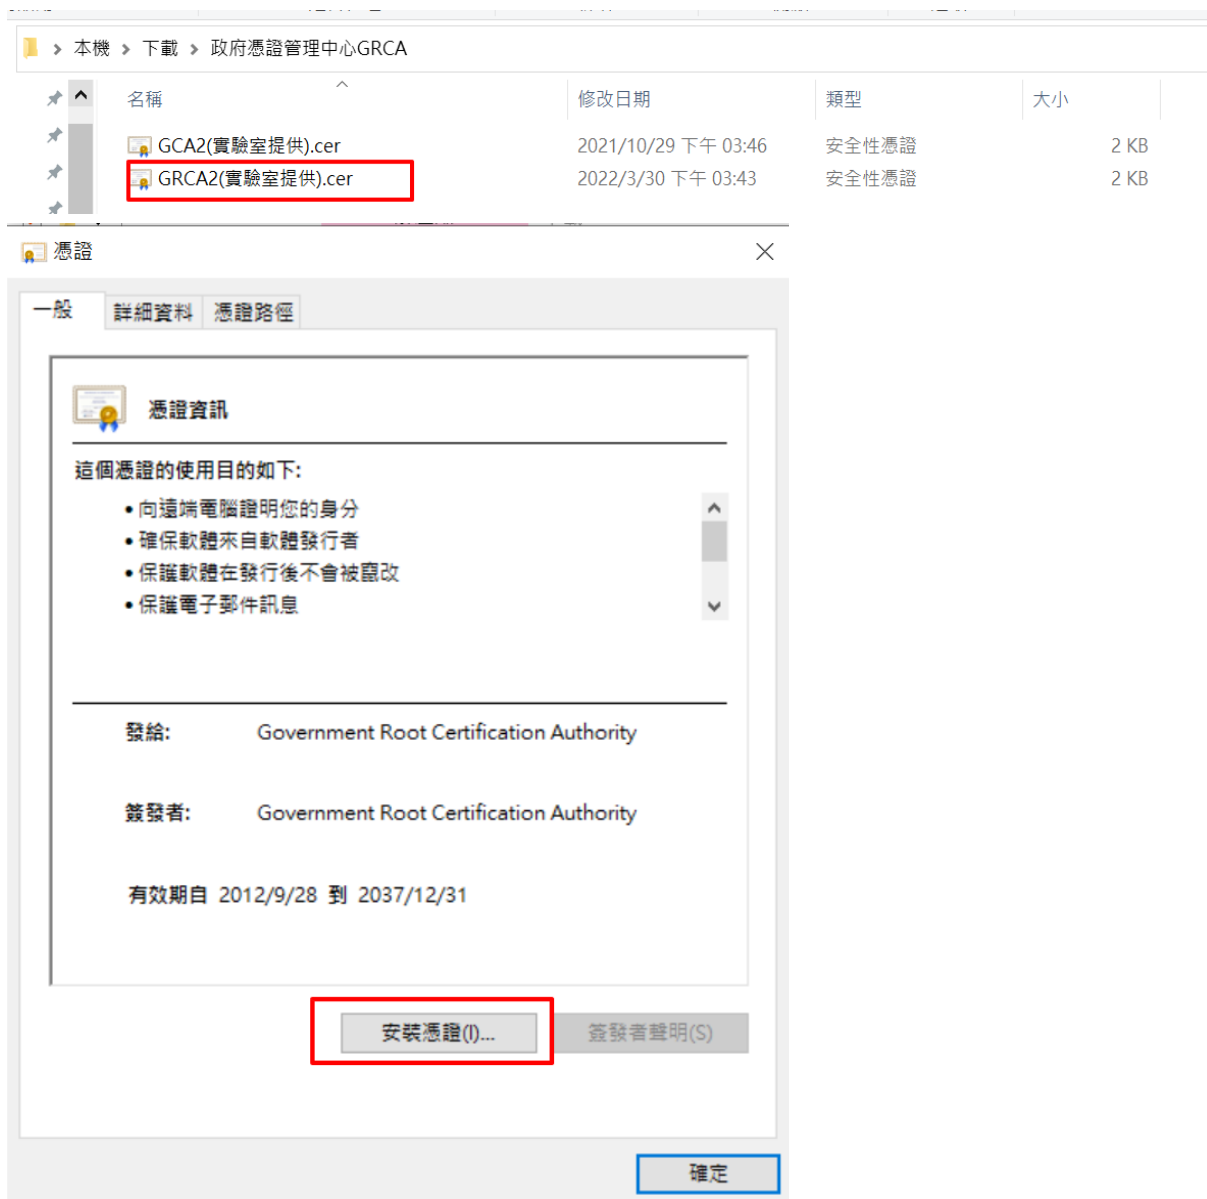 本機 > 下載 > 政府憑證管理中心GRCA
名稱 修改日期 類型 大小
GCA2(實驗室提供).cer 2021/10/29 下午 03:46 安全性憑證 2 KB
GRCA2(實驗室提供).cer 2022/3/30 下午 03:43 安全性憑證 2 KB
憑證
一般 詳細資料 憑證路徑
憑證資訊
這個憑證的使用目的如下:
• 向遠端電腦證明您的身分
• 確保軟體來自軟體發行者
• 保護軟體在發行後不會被竄改
• 保護電子郵件訊息
發給: Government Root Certification Authority
簽發者: Government Root Certification Authority
有效期自 2012/9/28 到 2037/12/31
安裝憑證(I)... 簽發者聲明(S)
確定